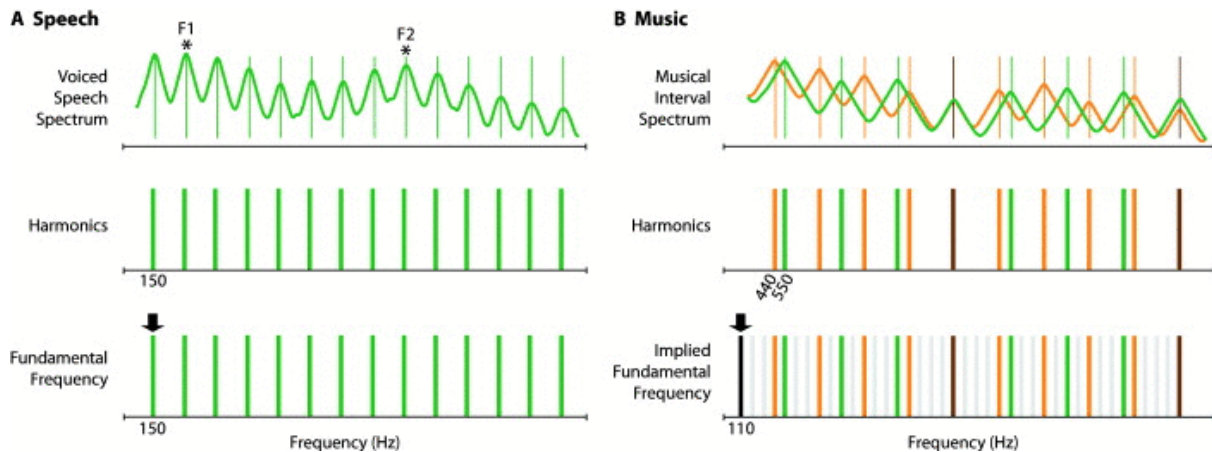 A Speech
F1
*
F2
*
Voiced
Speech
Spectrum
Harmonics
150
Fundamental
Frequency
150
Frequency (Hz)
B Music
Musical
Interval
Spectrum
Harmonics
440
550
Implied
Fundamental
Frequency
110
Frequency (Hz)